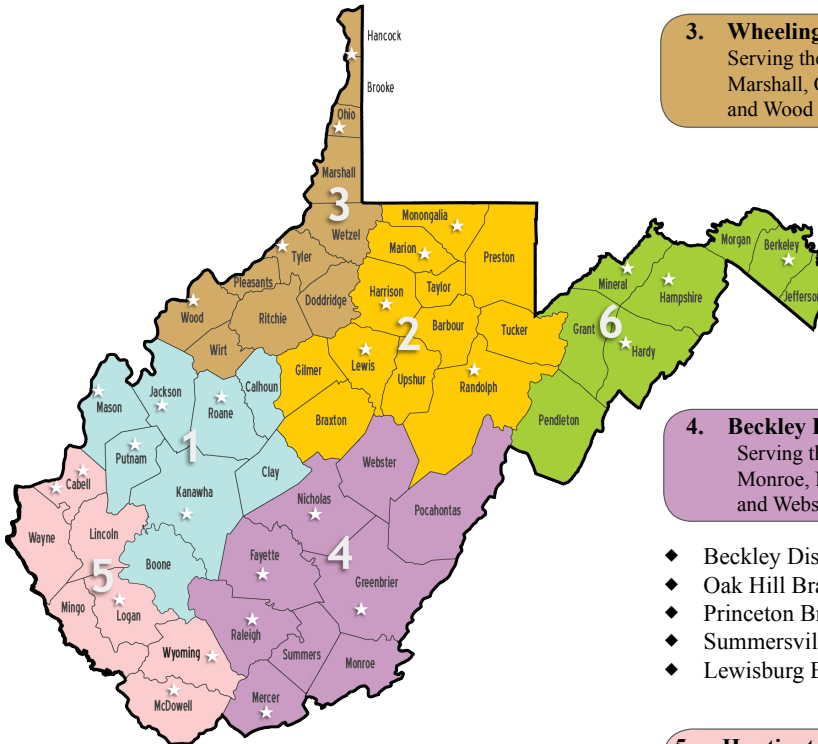 Hancock
Brooke
Ohio
Marshall
3
Wetzel
Tyler
Pleasants
Doddridge
Wood
Ritchie
Wirt
Monongalia
Marion
Preston
Harrison
Taylor
2
Barbour
Tucker
Gilmer
Lewis
Upshur
Randolph
Braxton
Morgan
Berkeley
Jefferson
Mineral
Hampshire
Grant
6
Hardy
Pendleton
Jackson
Calhoun
Mason
Roane
1
Putnam
Clay
Kanawha
Boone
Cabell
Wayne
Lincoln
5
Mingo
Logan
Wyoming
McDowell
Webster
Nicholas
Pocahontas
Fayette
4
Greenbrier
Raleigh
Summers
Monroe
Mercer
3. Wheeling
Serving the
Marshall,
and Wood
4. Beckley
Serving th
Monroe,
and Webs
◆ Beckley Dis
◆ Oak Hill Bra
◆ Princeton Br
◆ Summersvil
◆ Lewisburg